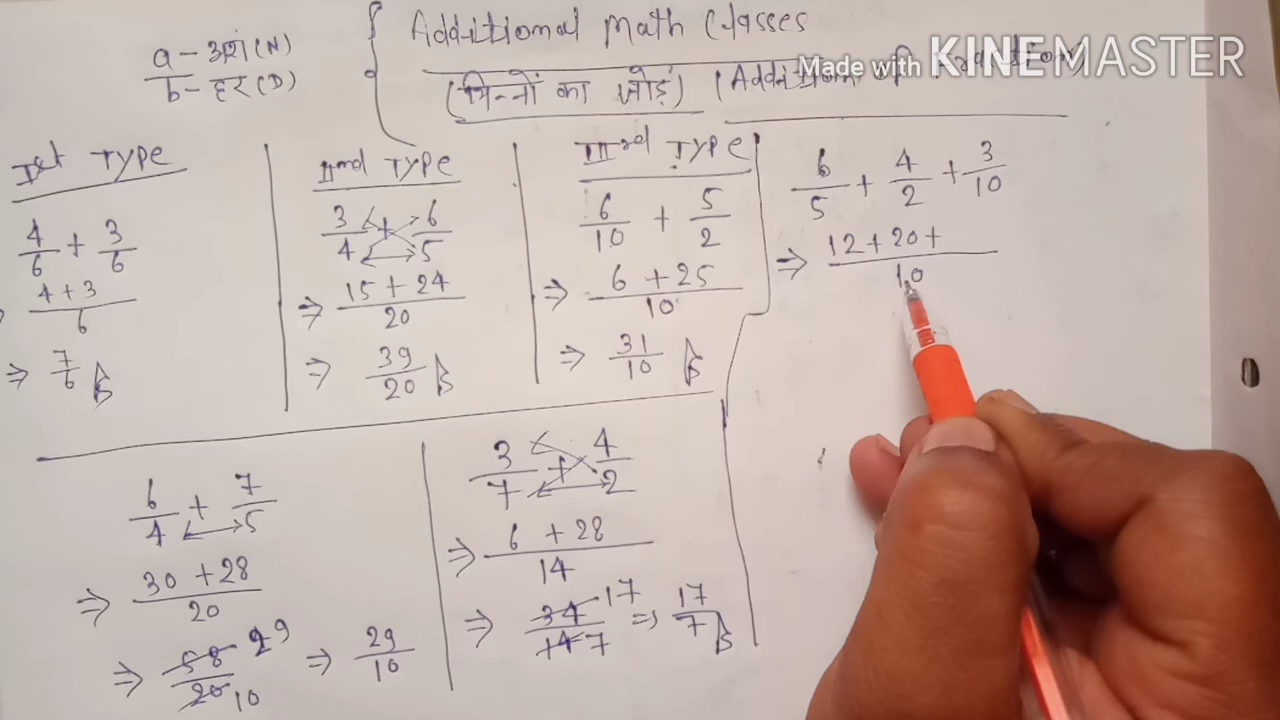 a - अंश (N)
b - हर (D)
Additional Math Classes
Made with KINEMASTER
(भिन्नों का जोड़) (Addition of Fraction)
Ist Type
4/6 + 3/6
4+3/6
⇒ 7/6
IInd Type
3/4 + 6/5
⇒ 15 + 24/20
⇒ 39/20
IIIrd Type
6/10 + 5/2
⇒ 6 + 25/10
⇒ 31/10
6/5 + 4/2 + 3/10
⇒ 12 + 20 +/10
6/4 + 7/5
⇒ 30 + 28/20
⇒ 58/20 29/10 ⇒ 29/10
3/7 + 4/2
⇒ 6 + 28/14
⇒ 34/14 17/7 ⇒ 17/7